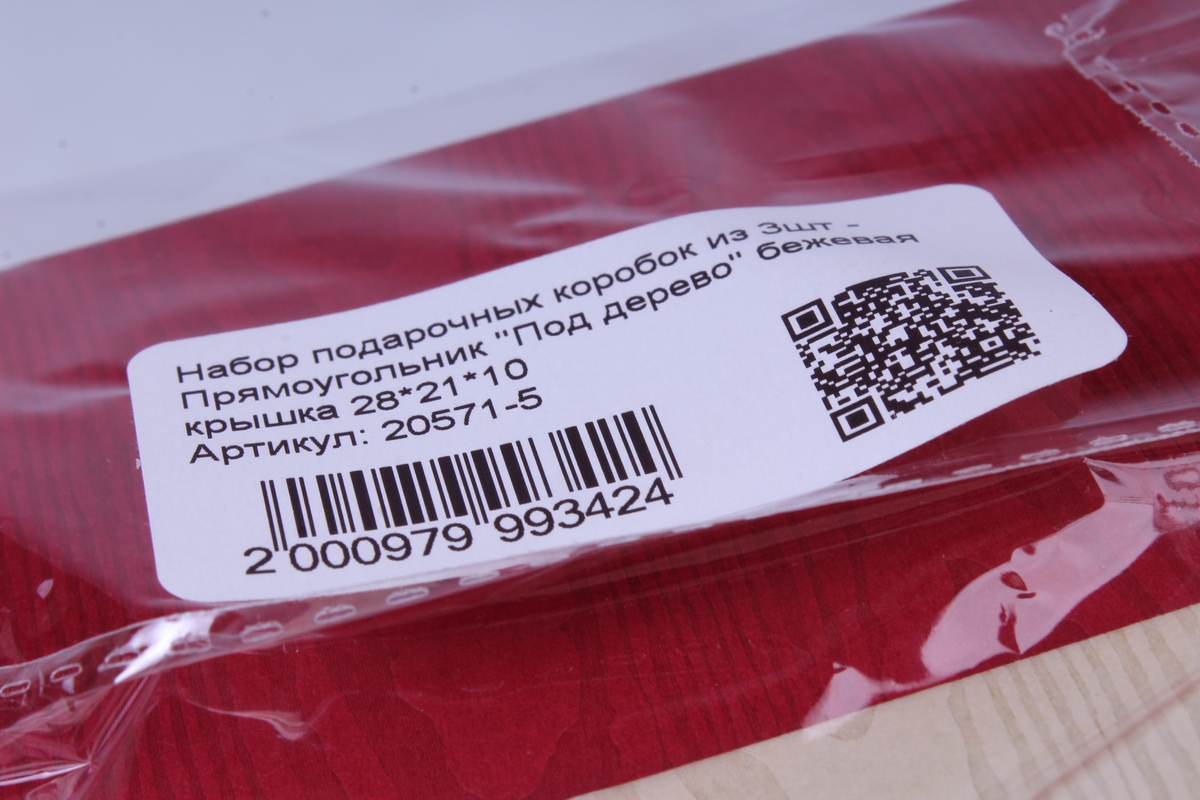 Набор подарочных коробок из 3шт -
Прямоугольник "Под дерево" бежевая
крышка 28*21*10
Артикул: 20571-5
2 000979 993424